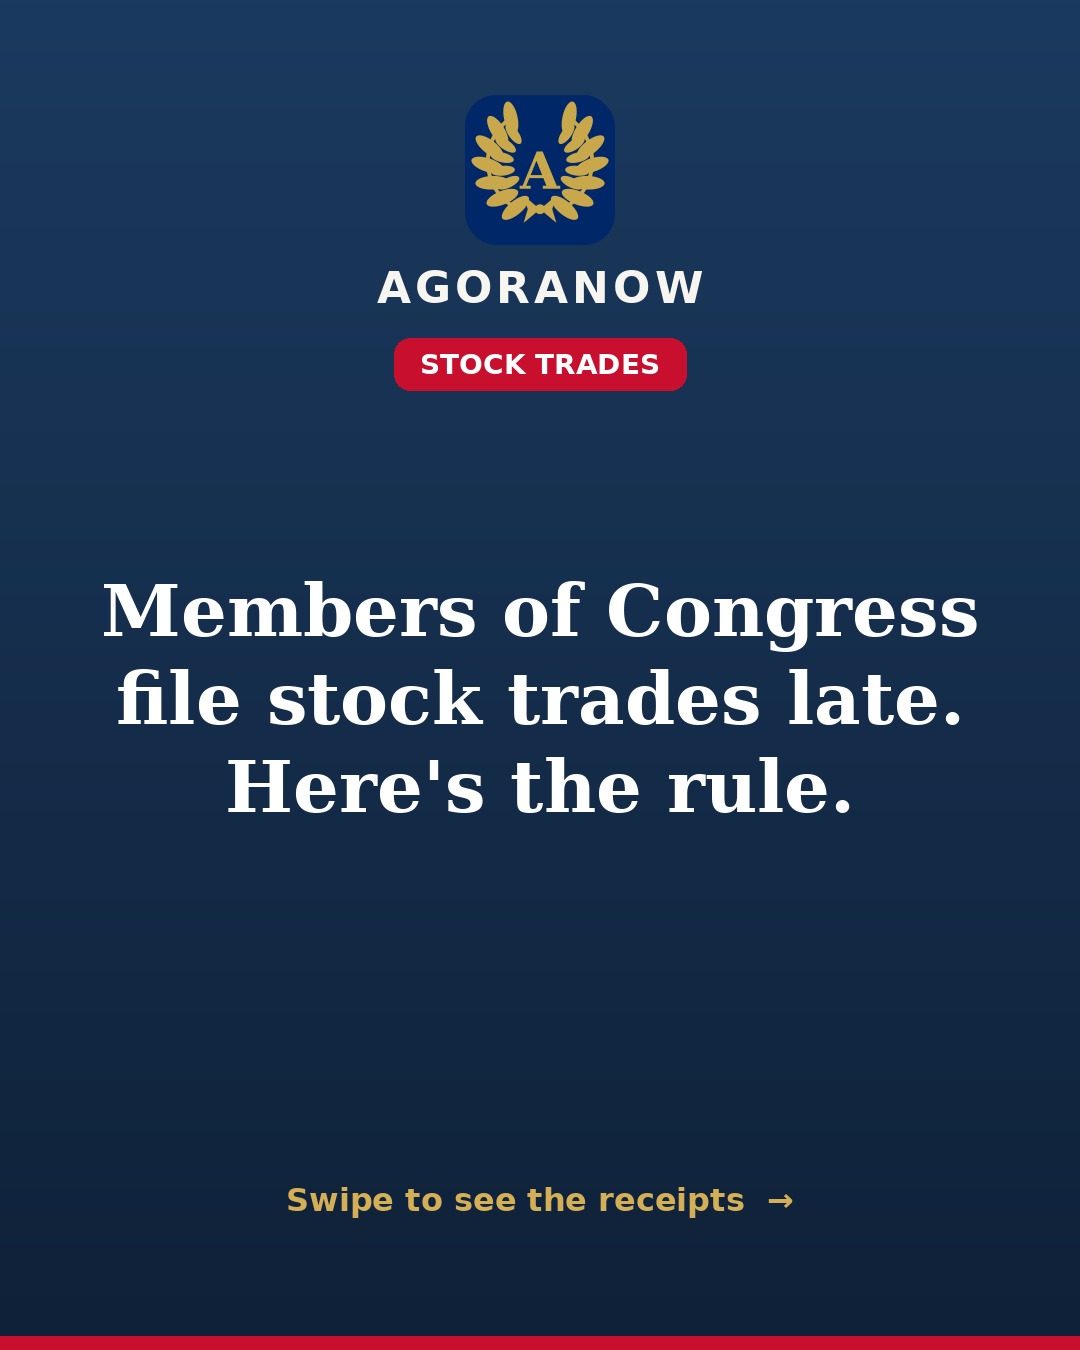 A
AGORANOW
STOCK TRADES
Members of Congress
file stock trades late.
Here's the rule.
Swipe to see the receipts →